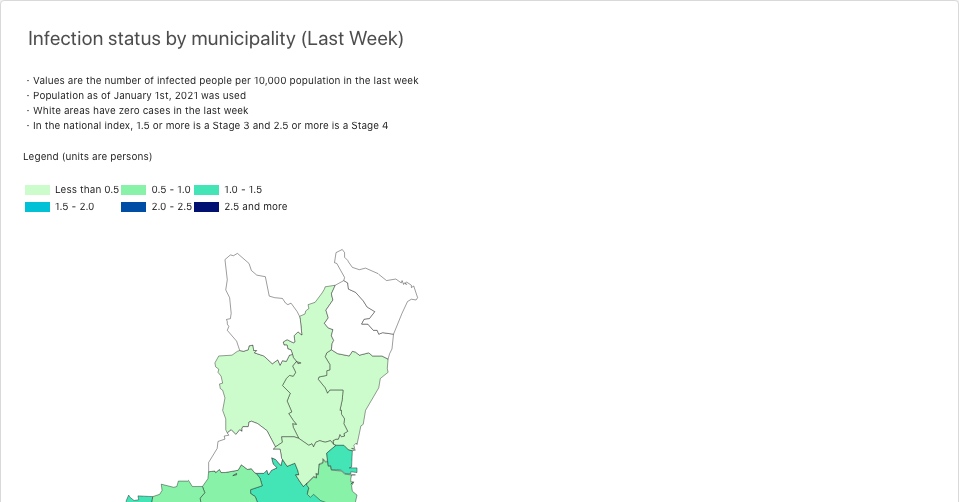 Infection status by municipality (Last Week)
· Values are the number of infected people per 10,000 population in the last week
· Population as of January 1st, 2021 was used
· White areas have zero cases in the last week
· In the national index, 1.5 or more is a Stage 3 and 2.5 or more is a Stage 4
Legend (units are persons)
Less than 0.5 0.5 - 1.0 1.0 - 1.5
1.5 - 2.0 2.0 - 2.5 2.5 and more